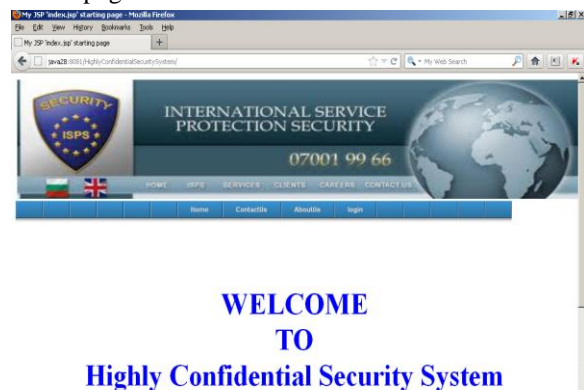 My JSP 'index.jsp' starting page - Mozilla Firefox
File Edit View History Bookmarks Tools Help
My JSP 'index.jsp' starting page
java28:8081/HighlyConfidentialSecuritySystem/
My Web Search
SECURITY
ISPS
INTERNATIONAL SERVICE
PROTECTION SECURITY
07001 99 66
HOME ISPS SERVICES CLIENTS CAREERS CONTACT US
Home ContactUs AboutUs login
WELCOME
TO
Highly Confidential Security System